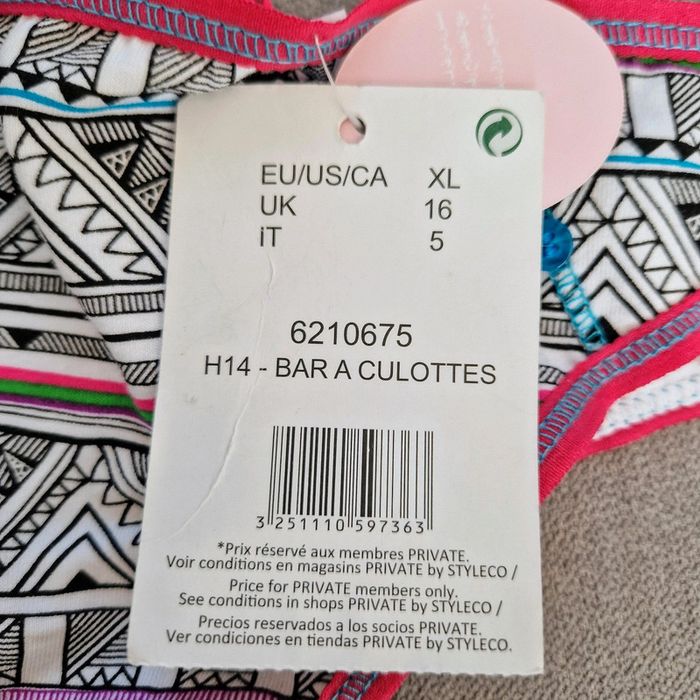 EU/US/CA XL
UK 16
iT 5
6210675
H14 - BAR A CULOTTES
3 251110 597363
*Prix réservé aux membres PRIVATE.
Voir conditions en magasins PRIVATE by STYLECO /
Price for PRIVATE members only.
See conditions in shops PRIVATE by STYLECO /
Precios reservados a los socios PRIVATE.
Ver condiciones en tiendas PRIVATE by STYLECO.